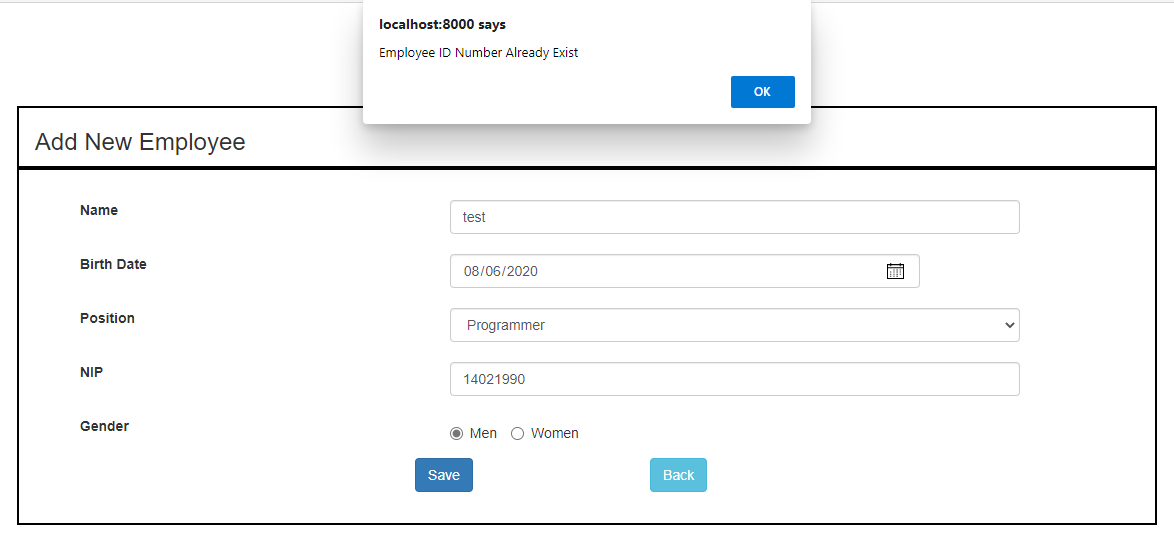 localhost:8000 says
Employee ID Number Already Exist
OK
Add New Employee
Name
test
Birth Date
08/06/2020
Position
Programmer
NIP
14021990
Gender
Men Women
Save Back